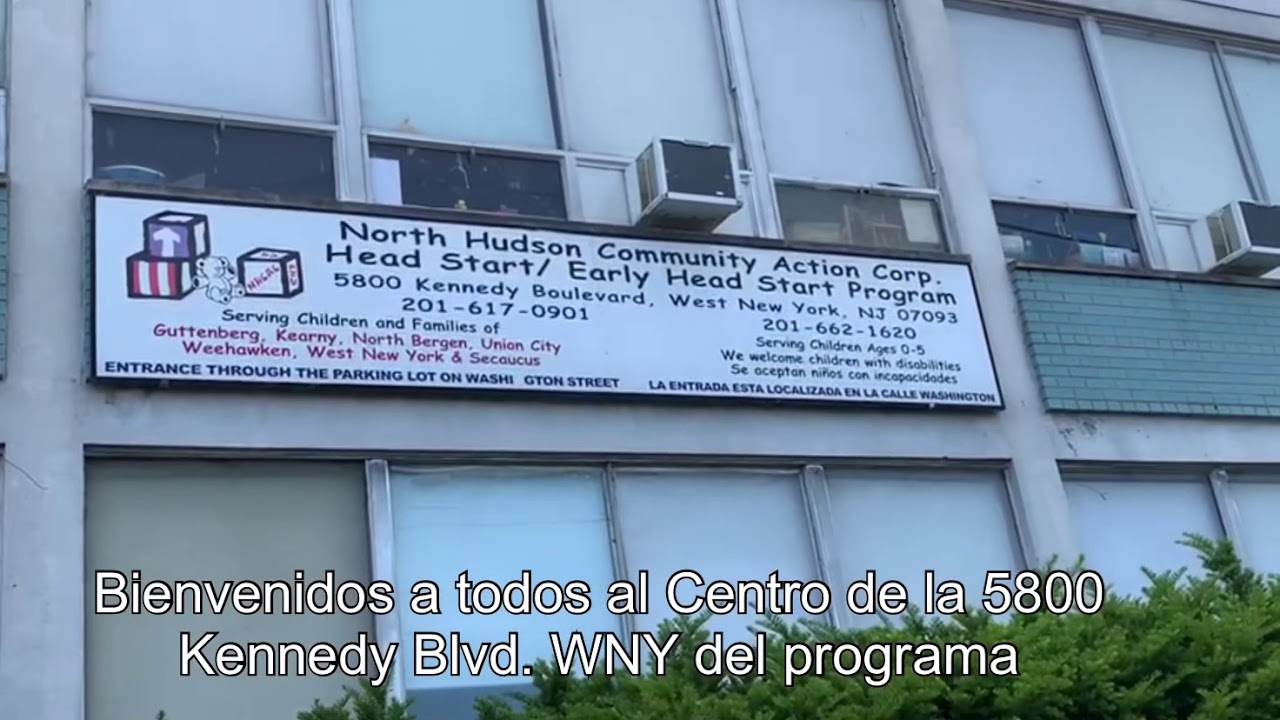 North Hudson Community Action Corp.
Head Start/ Early Head Start Program
5800 Kennedy Boulevard, West New York, NJ 07093
201-617-0901
201-662-1620
Serving Children and Families of
Guttenberg, Kearny, North Bergen, Union City
Weehawken, West New York & Secaucus
Serving Children Ages 0-5
We welcome children with disabilities
Se aceptan niños con incapacidades
ENTRANCE THROUGH THE PARKING LOT ON WASHI GTON STREET
LA ENTRADA ESTA LOCALIZADA EN LA CALLE WASHINGTON
NHCAC
Bienvenidos a todos al Centro de la 5800
Kennedy Blvd. WNY del programa